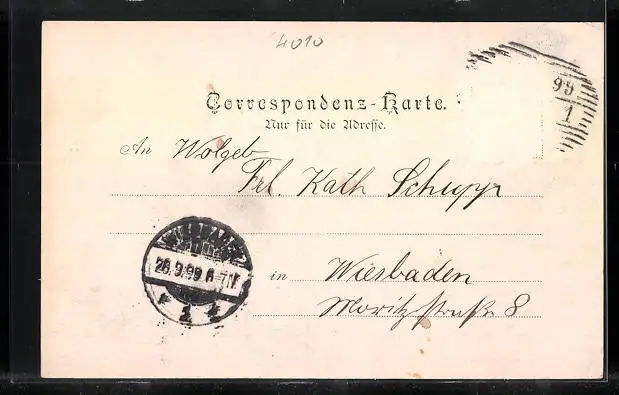 4010
99
1
Correspondenz-Karte.
Nur für die Adresse.
An Wolgeb
Frl. Kath Schupp
26.9.99
in Wiesbaden
Moritzstraße 8